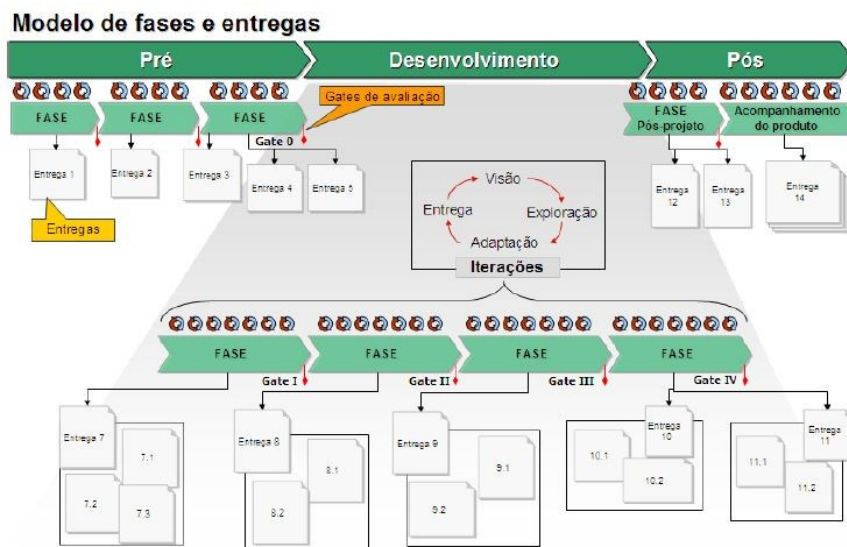 Modelo de fases e entregas
Pré
Desenvolvimento
Pós
FASE
FASE
FASE
Gates de avaliação
FASE
Pós-projeto
Acompanhamento
do produto
Gate 0
Entrega 1
Entrega 2
Entrega 3
Entrega 4
Entrega 5
Entrega
12
Entrega
13
Entrega
14
Entregas
Visão
Entrega
Exploração
Adaptação
Iterações
FASE
FASE
FASE
FASE
Gate I
Gate II
Gate III
Gate IV
Entrega 7
7.1
7.2
7.3
Entrega 8
8.1
8.2
Entrega 9
9.1
9.2
Entrega
10
10.1
10.2
Entrega
11
11.1
11.2